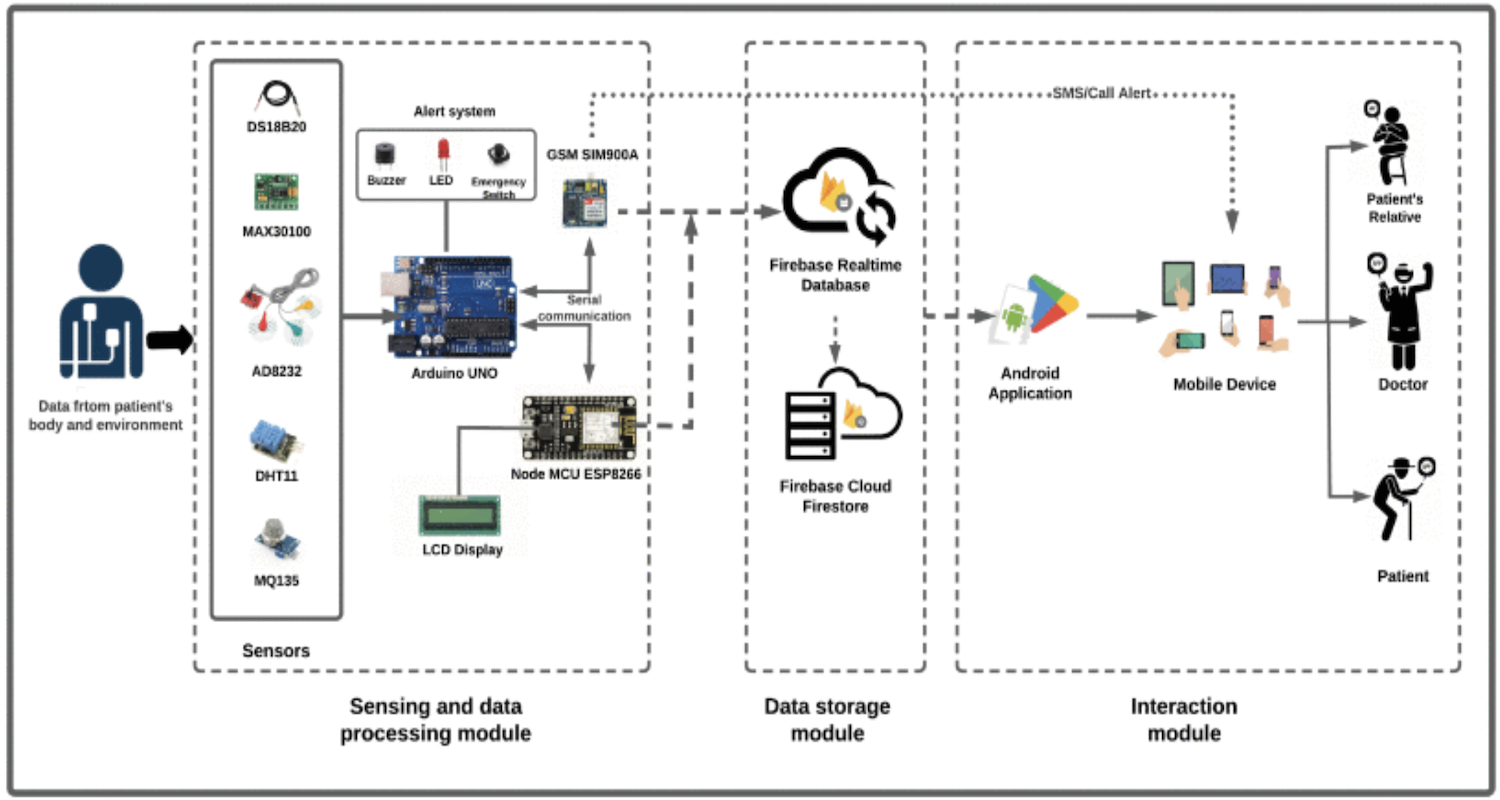 Data frtom patient's
body and environment
DS18B20
MAX30100
AD8232
DHT11
MQ135
Sensors
Alert system
Buzzer
LED
Emergency
Switch
GSM SIM900A
UNO
Arduino UNO
Serial
communication
Node MCU ESP8266
LCD Display
Sensing and data
processing module
Firebase Realtime
Database
Firebase Cloud
Firestore
Data storage
module
SMS/Call Alert
Android
Application
Mobile Device
Patient's
Relative
Doctor
Patient
Interaction
module